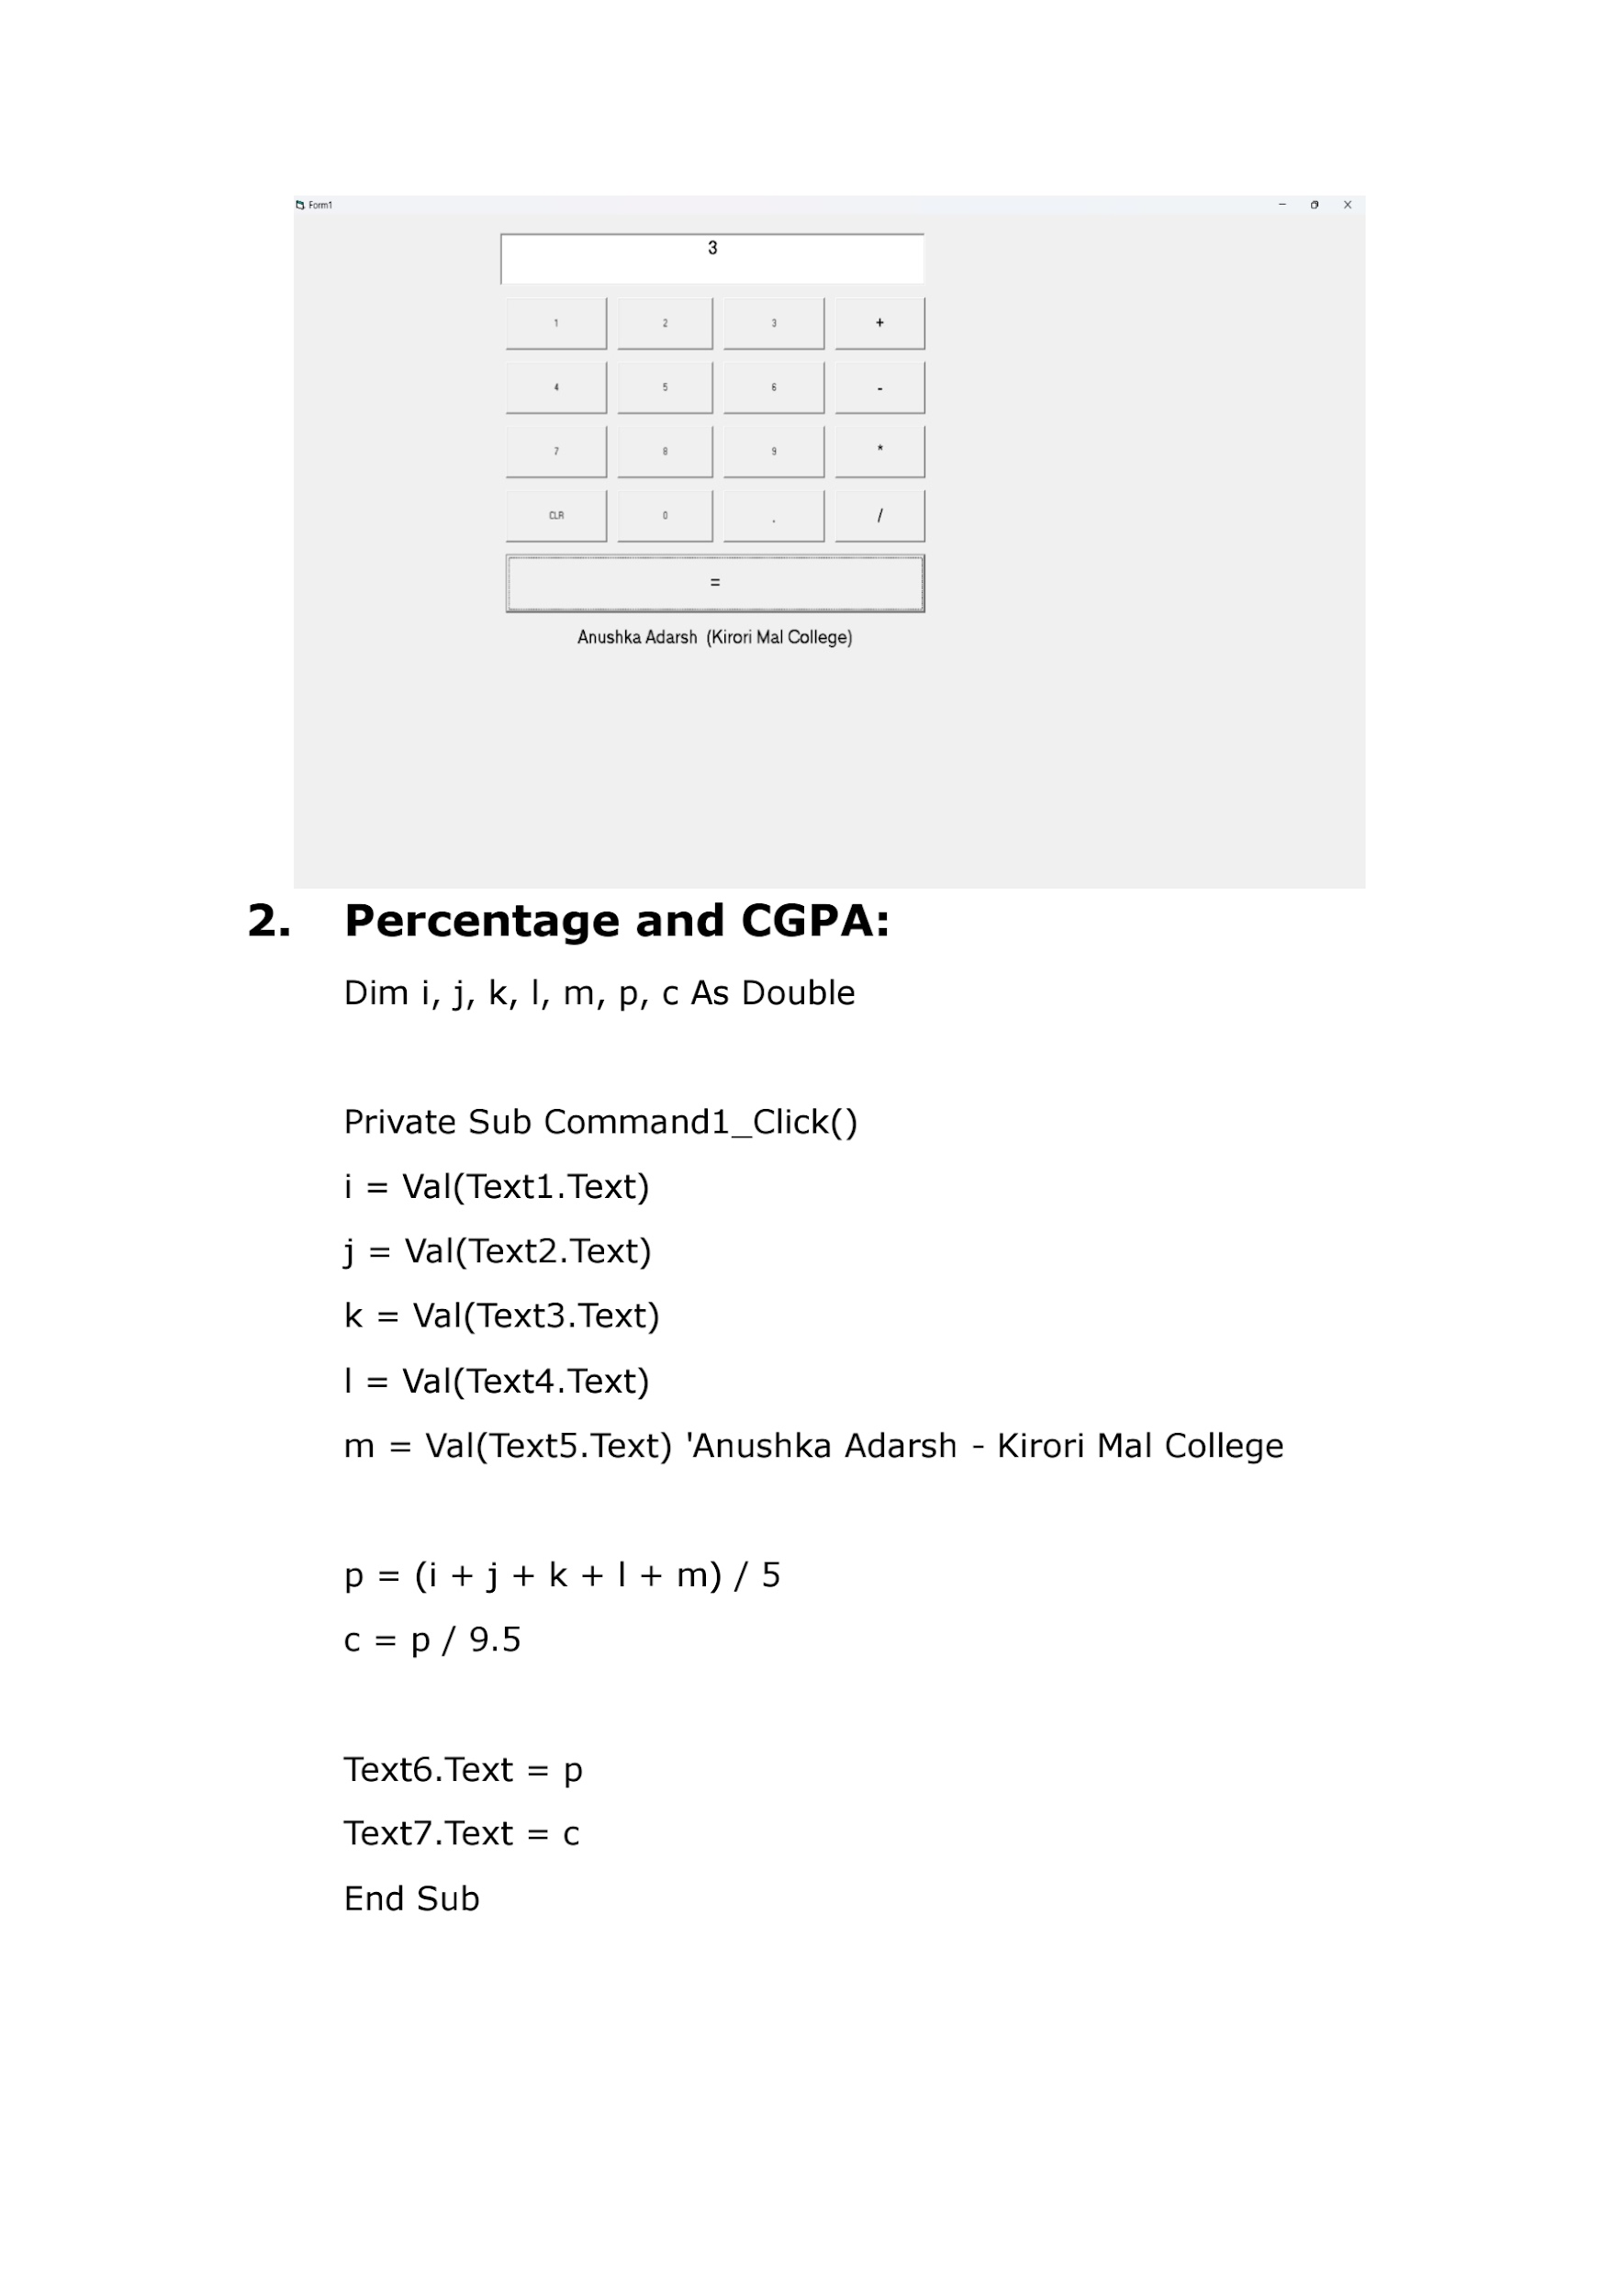 Form1
3
1 2 3 +
4 5 6 -
7 8 9 *
CLR 0 . /
=
Anushka Adarsh (Kirori Mal College)
2. Percentage and CGPA:
Dim i, j, k, l, m, p, c As Double
Private Sub Command1_Click()
i = Val(Text1.Text)
j = Val(Text2.Text)
k = Val(Text3.Text)
l = Val(Text4.Text)
m = Val(Text5.Text) 'Anushka Adarsh - Kirori Mal College
p = (i + j + k + l + m) / 5
c = p / 9.5
Text6.Text = p
Text7.Text = c
End Sub